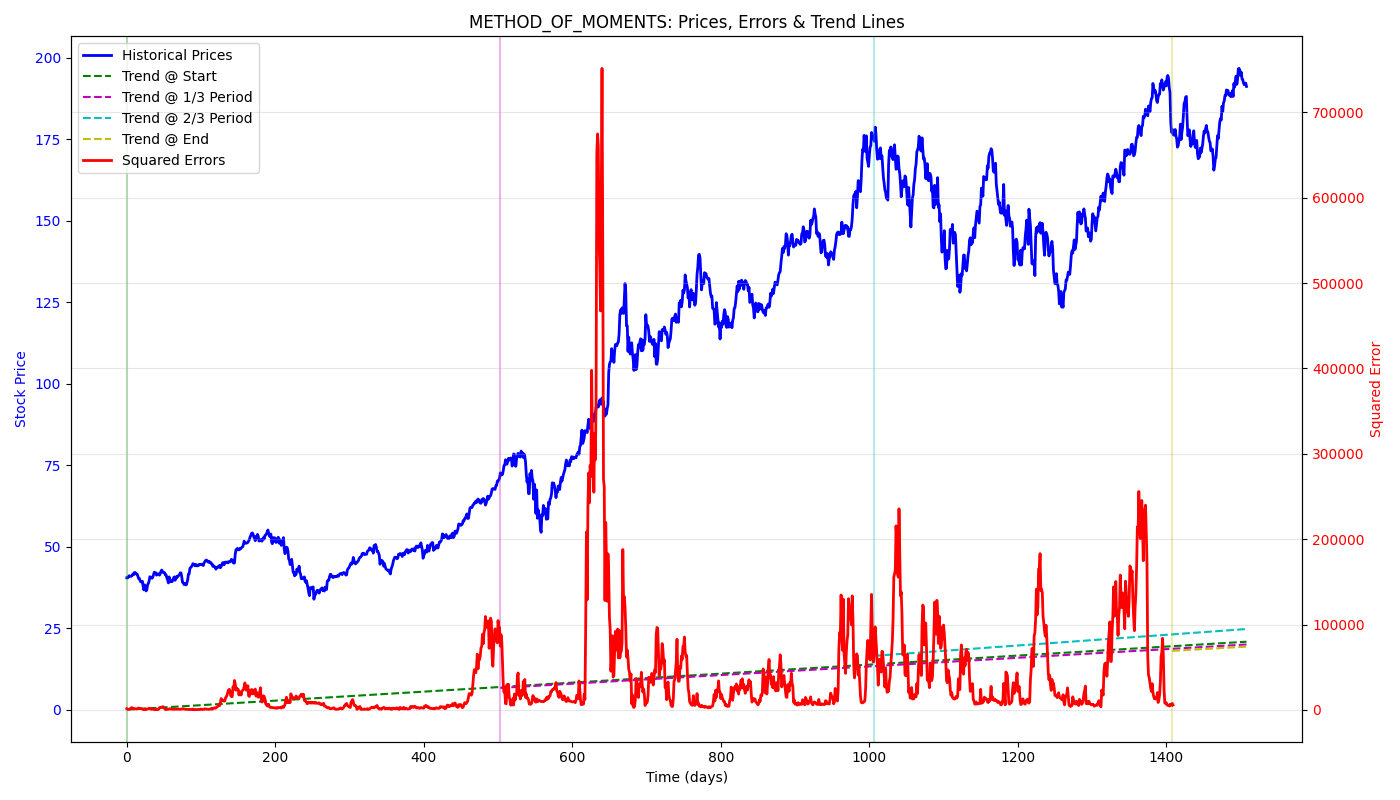 METHOD_OF_MOMENTS: Prices, Errors & Trend Lines
Historical Prices
Trend @ Start
Trend @ 1/3 Period
Trend @ 2/3 Period
Trend @ End
Squared Errors
Stock Price
200
175
150
125
100
75
50
25
0
700000
600000
500000
400000
300000
200000
100000
0
Squared Error
0
200
400
600
800
1000
1200
1400
Time (days)